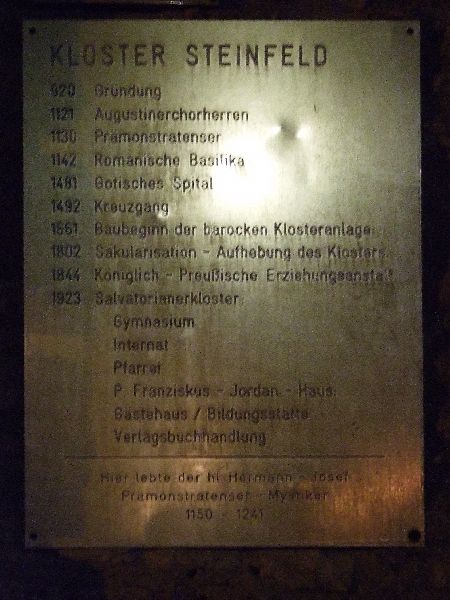 KLOSTER STEINFELD
920 Gründung
1121 Augustinerchorherren
1130 Prämonstratenser
1142 Romanische Basilika
1481 Gotisches Spital
1492 Kreuzgang
1661 Baubeginn der barocken Klosteranlage
1802 Säkularisation - Aufhebung des Klosters
1844 Königlich - Preußische Erziehungsanstalt
1923 Salvatorianerkloster
Gymnasium
Internat
Pfarrei
P. Franziskus - Jordan - Haus
Gästehaus / Bildungsstätte
Verlagsbuchhandlung
Hier lebte der hl. Hermann - Josef
Prämonstratenser - Mystiker
1150 - 1241